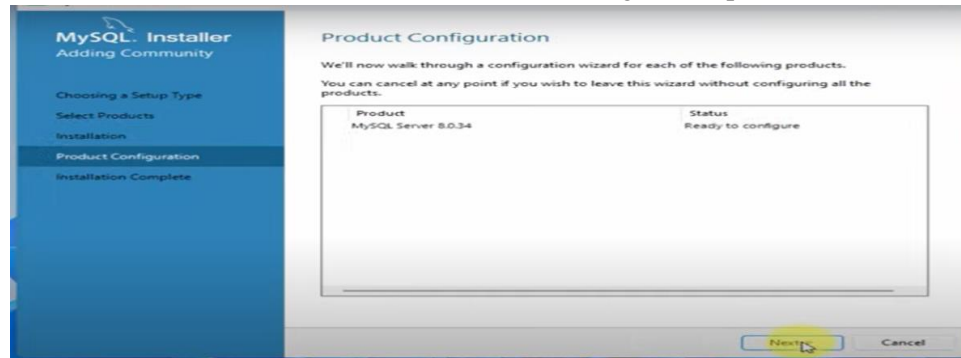 MySQL. Installer
Adding Community
Choosing a Setup Type
Select Products
Installation
Product Configuration
Installation Complete
Product Configuration
We'll now walk through a configuration wizard for each of the following products.
You can cancel at any point if you wish to leave this wizard without configuring all the
products.
Product Status
MySQL Server 8.0.34 Ready to configure
Next Cancel